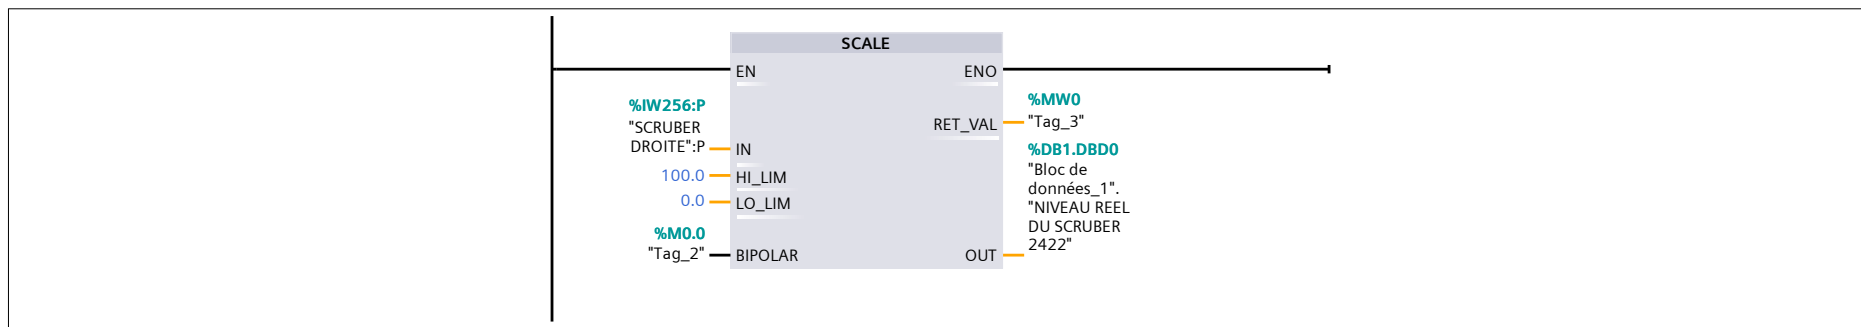 SCALE
EN
ENO
%IW256:P
"SCRUBER
DROITE":P
IN
100.0
HI_LIM
0.0
LO_LIM
%M0.0
"Tag_2"
BIPOLAR
%MW0
RET_VAL
"Tag_3"
%DB1.DBD0
"Bloc de
données_1".
"NIVEAU REEL
DU SCRUBER
2422"
OUT